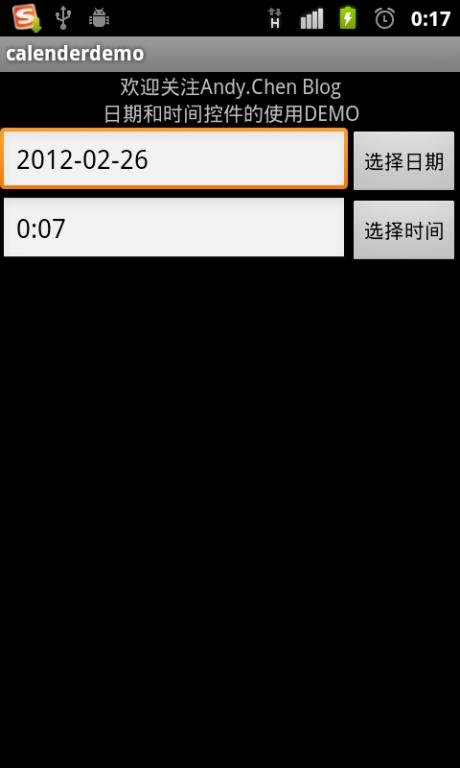 0:17
calenderdemo
欢迎关注Andy.Chen Blog
日期和时间控件的使用DEMO
2012-02-26 选择日期
0:07 选择时间